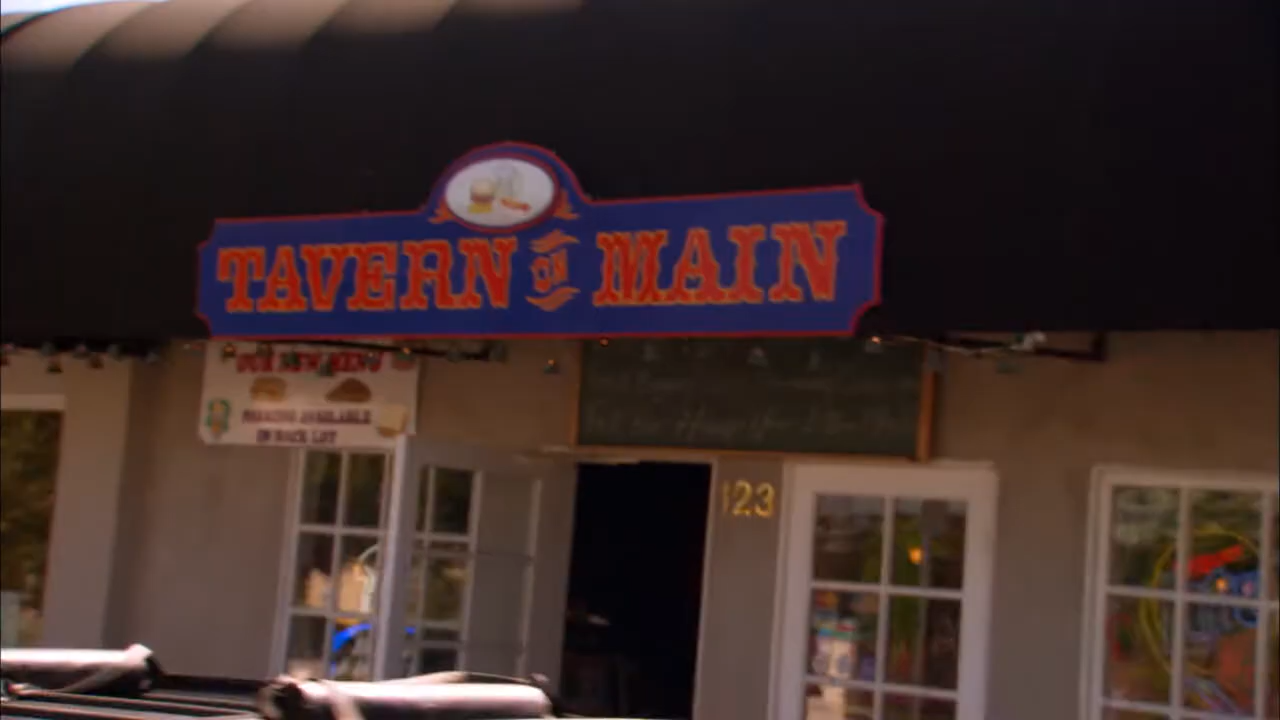 TAVERN ON MAIN
OUR NEW MENU
PARKING AVAILABLE
IN BACK LOT
123